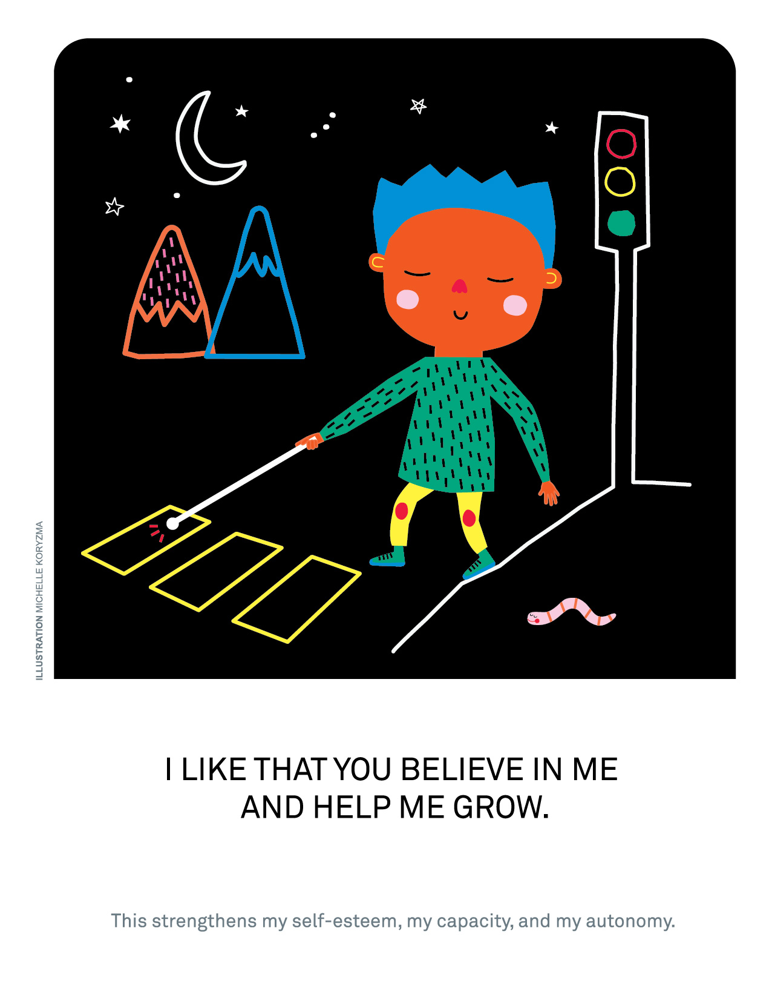 ILLUSTRATION MICHELLE KORYZMA
I LIKE THAT YOU BELIEVE IN ME
AND HELP ME GROW.
This strengthens my self-esteem, my capacity, and my autonomy.